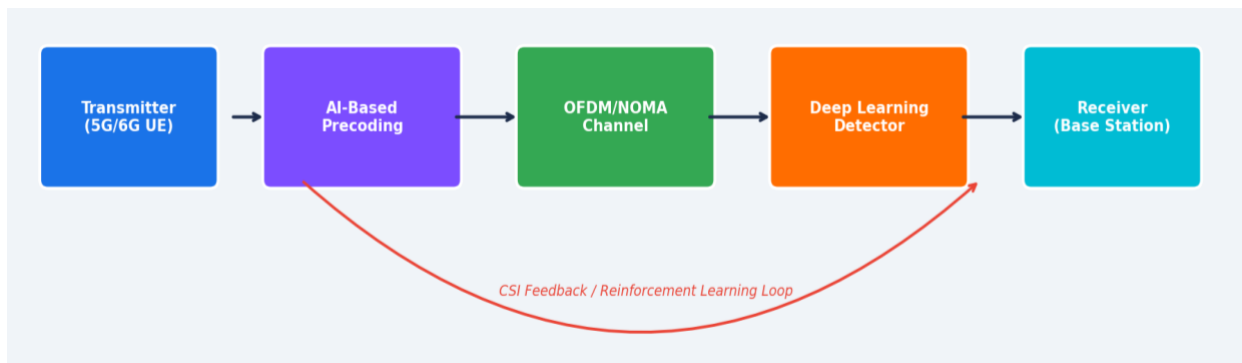 Transmitter
(5G/6G UE)
AI-Based
Precoding
OFDM/NOMA
Channel
Deep Learning
Detector
Receiver
(Base Station)
CSI Feedback / Reinforcement Learning Loop